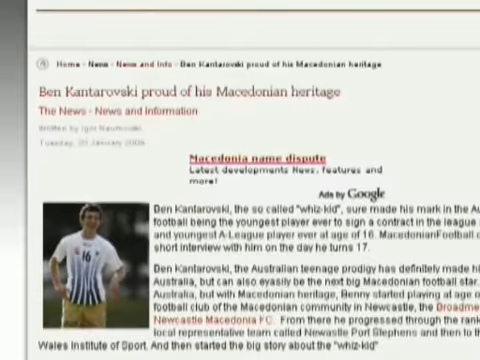 Home - News - News and Info - Ben Kantarovski proud of his Macedonian heritage
Ben Kantarovski proud of his Macedonian heritage
The News - News and Information
Written by Igor
Tuesday, 20 January 2009
Macedonia name dispute
Latest developments News, features and
more!
Ads by Google
Ben Kantarovski, the so called "whiz-kid", sure made his mark in the Au
football being the youngest player ever to sign a contract in the league
and youngest A-League player ever at age of 16. MacedonianFootball
short interview with him on the day he turns 17.
16
Ben Kantarovski, the Australian teenage prodigy has definitely made hi
Australia, but can also eyasily be the next big Macedonian football star.
Australia, but with Macedonian heritage, Benny started playing at age o
football club of the Macedonian community in Newcastle, the Broadme
Newcastle Macedonia FC. From there he progressed through the rank
local representative team called Newastle Port Stephens and then to th
Wales Institute of Sport. And then started the big story about the "whiz-kid"